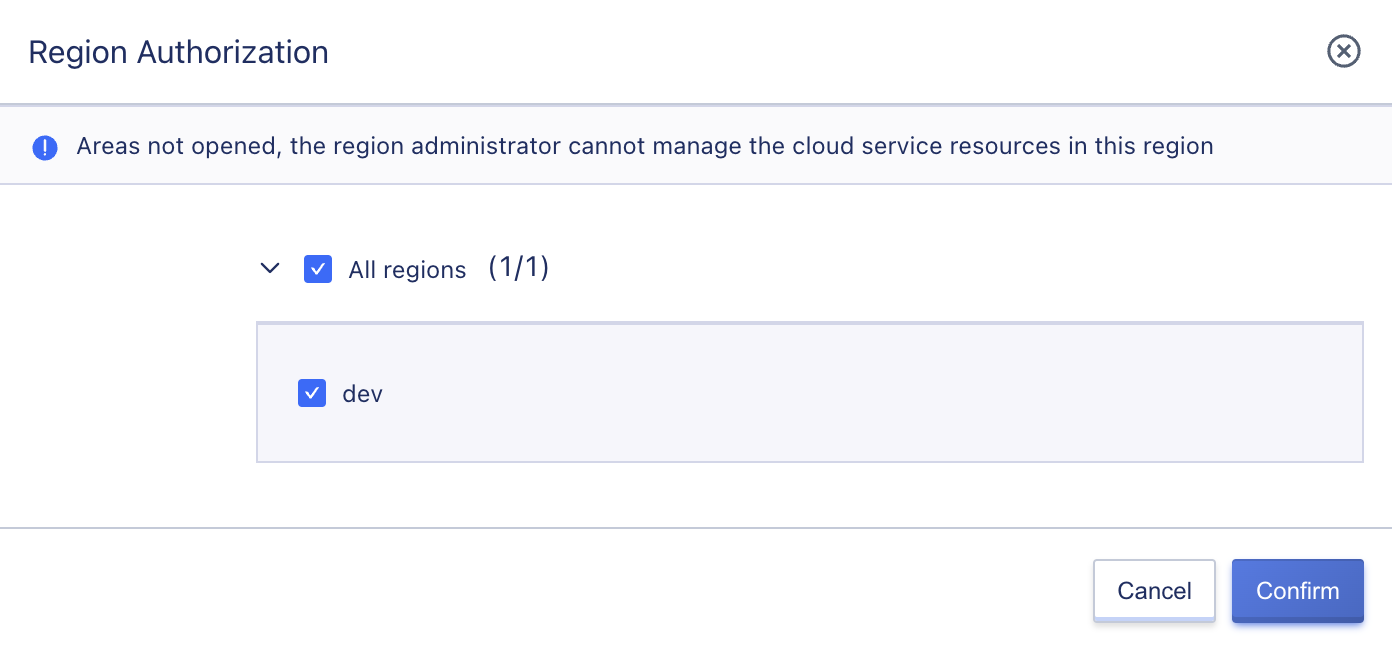 Region Authorization
Areas not opened, the region administrator cannot manage the cloud service resources in this region
All regions (1/1)
dev
Cancel Confirm